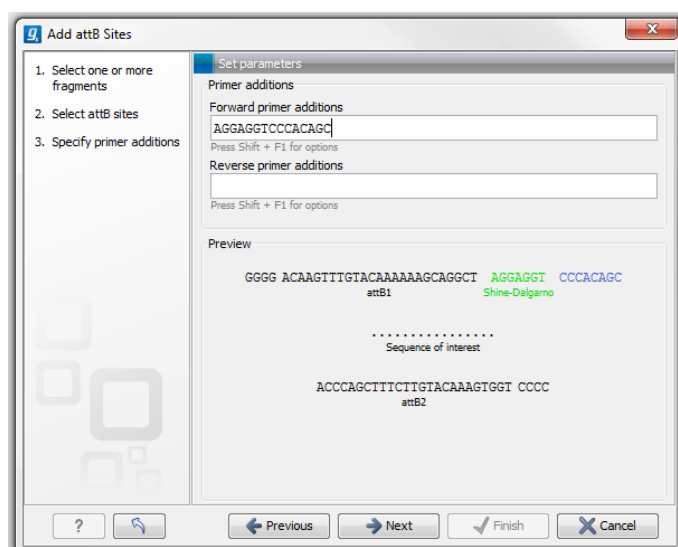 Add attB Sites
1. Select one or more
fragments
2. Select attB sites
3. Specify primer additions
Set parameters
Primer additions
Forward primer additions
AGGAGGTCCCACAGC
Press Shift + F1 for options
Reverse primer additions
Press Shift + F1 for options
Preview
GGGG ACAAGTTTGTACAAAAAAGCAGGCT AGGAGGT CCCACAGC
attB1 Shine-Dalgarno
................
Sequence of interest
ACCCAGCTTTCTTGTACAAAGTGGT CCCC
attB2
? Previous Next Finish Cancel